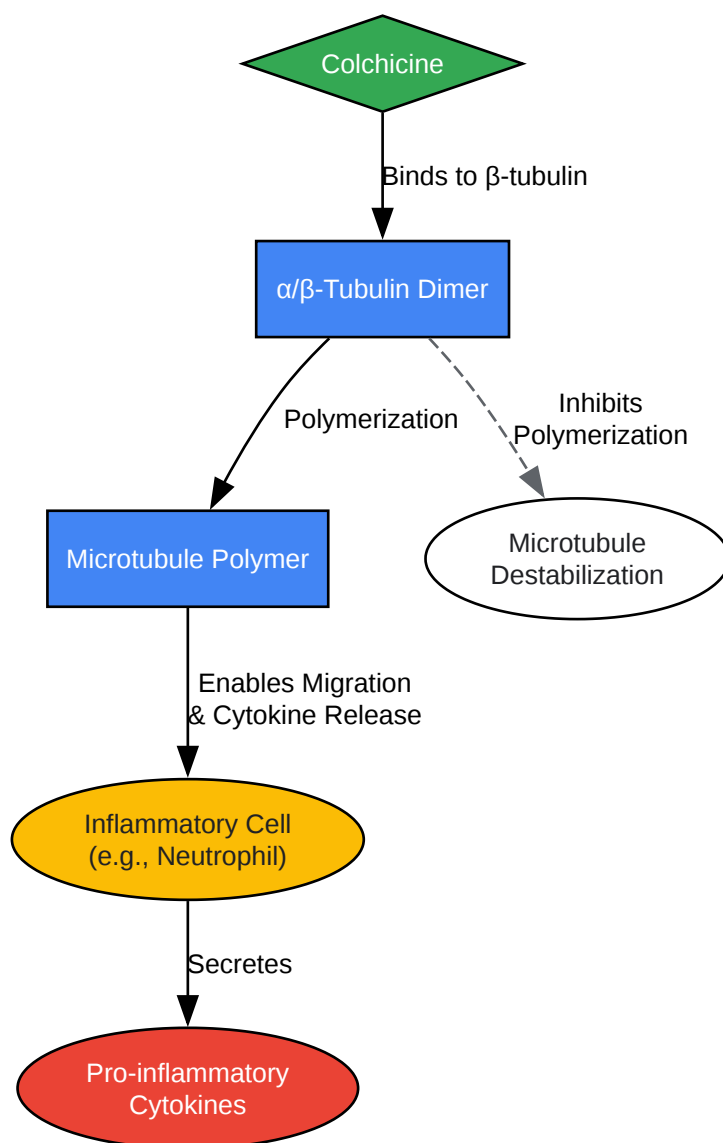 Colchicine
Binds to β-tubulin
α/β-Tubulin Dimer
Polymerization
Inhibits
Polymerization
Microtubule Polymer
Microtubule
Destabilization
Enables Migration
& Cytokine Release
Inflammatory Cell
(e.g., Neutrophil)
Secretes
Pro-inflammatory
Cytokines